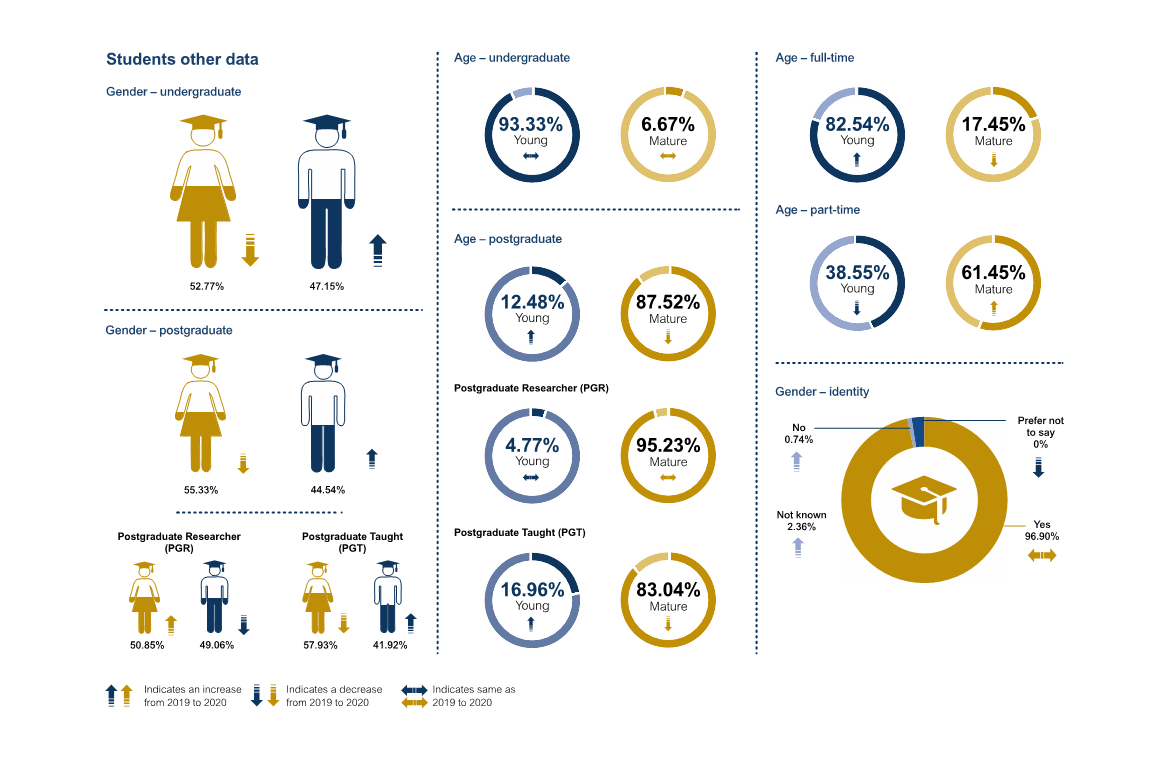 Students other data
Gender – undergraduate
52.77%
47.15%
Gender – postgraduate
55.33%
44.54%
Postgraduate Researcher
(PGR)
50.85%
49.06%
Postgraduate Taught
(PGT)
57.93%
41.92%
Age – undergraduate
93.33%
Young
6.67%
Mature
Age – postgraduate
12.48%
Young
87.52%
Mature
Postgraduate Researcher (PGR)
4.77%
Young
95.23%
Mature
Postgraduate Taught (PGT)
16.96%
Young
83.04%
Mature
Age – full-time
82.54%
Young
17.45%
Mature
Age – part-time
38.55%
Young
61.45%
Mature
Gender – identity
No
0.74%
Prefer not
to say
0%
Not known
2.36%
Yes
96.90%
Indicates an increase
from 2019 to 2020
Indicates a decrease
from 2019 to 2020
Indicates same as
2019 to 2020